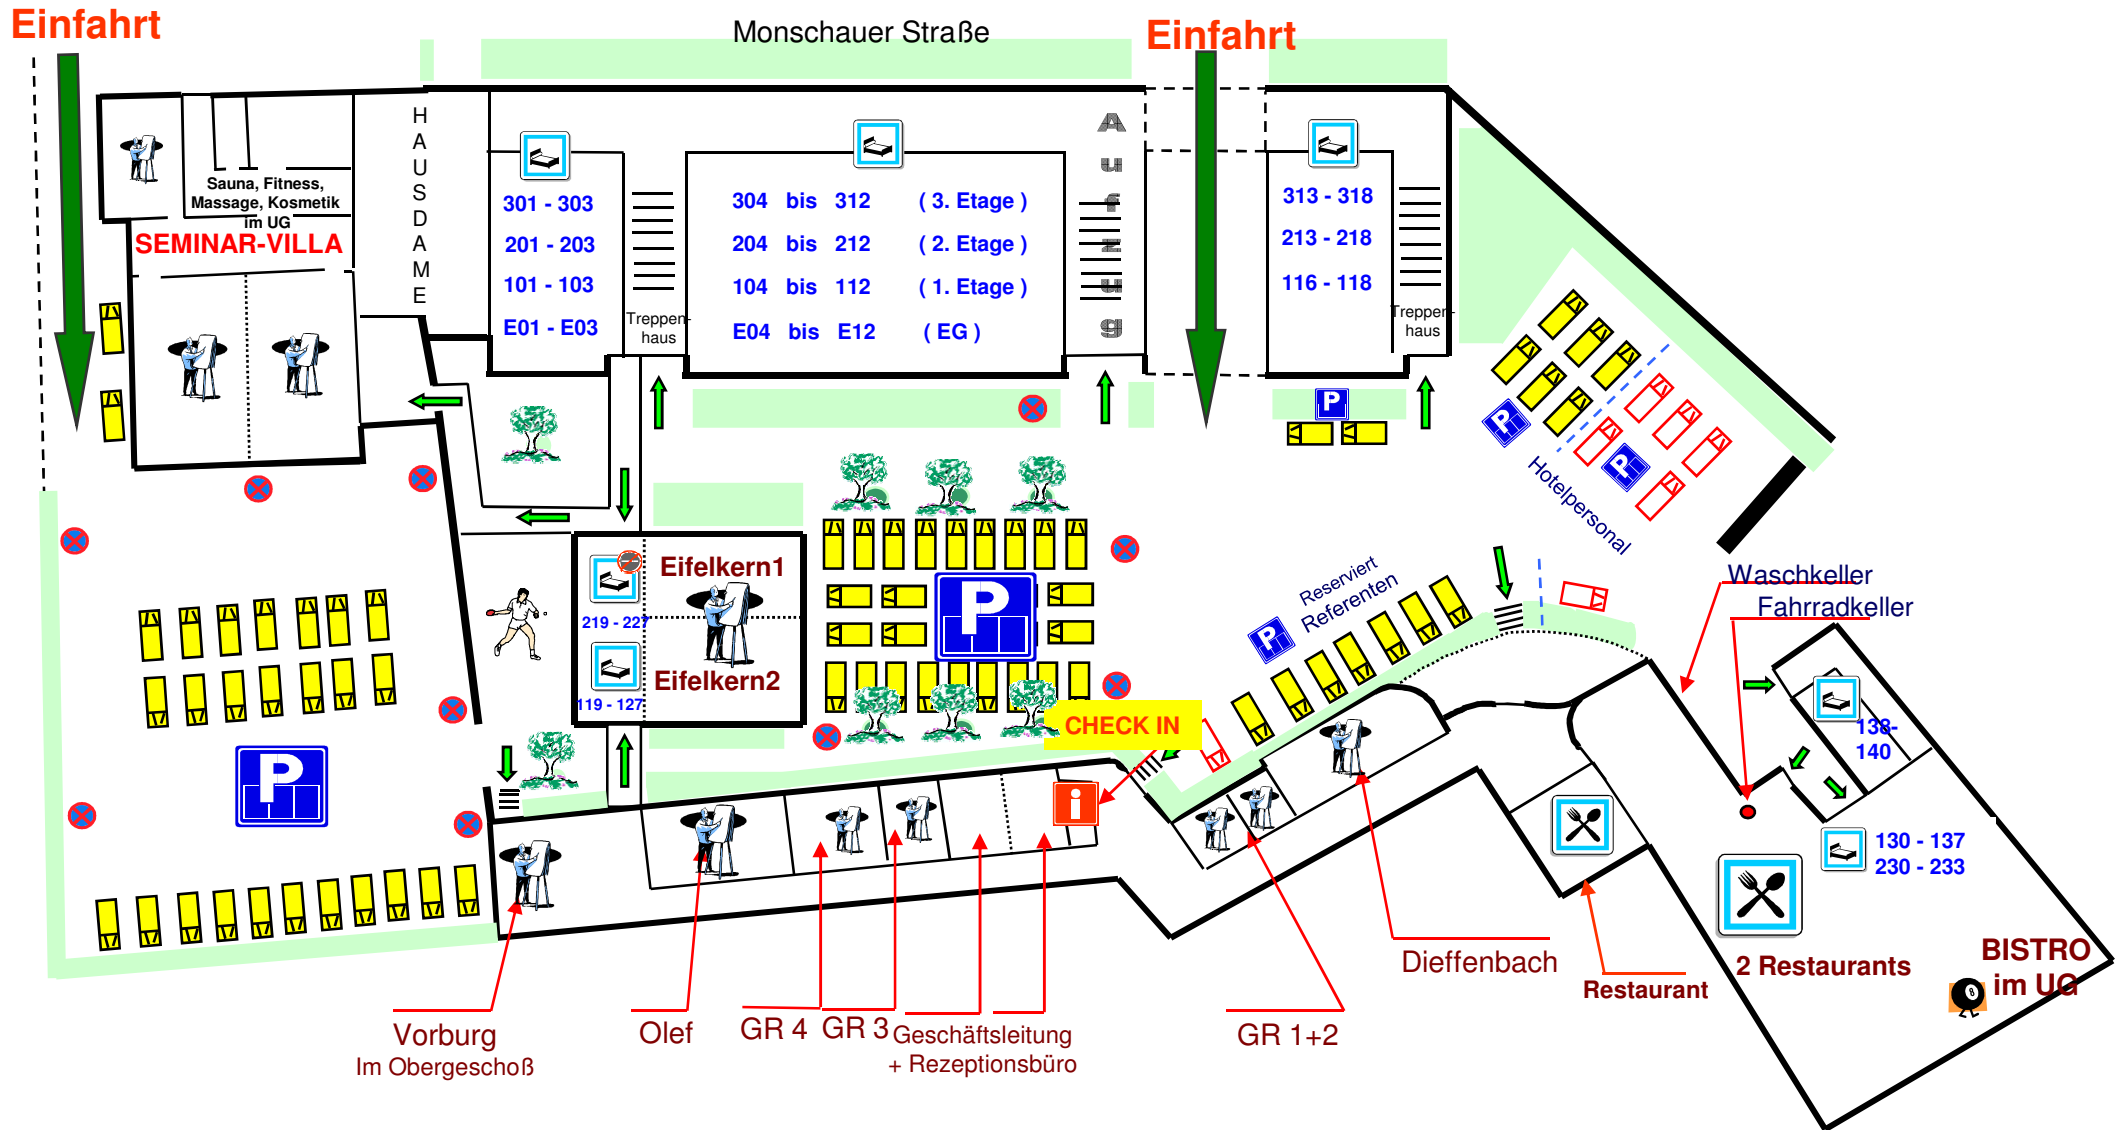 Einfahrt
Monschauer Straße
Einfahrt
HAUSDAME
Aufzug
Sauna, Fitness,
Massage, Kosmetik
im UG
SEMINAR-VILLA
301 - 303
201 - 203
101 - 103
E01 - E03
Treppen-
haus
304 bis 312 ( 3. Etage )
204 bis 212 ( 2. Etage )
104 bis 112 ( 1. Etage )
E04 bis E12 ( EG )
313 - 318
213 - 218
116 - 118
Treppen-
haus
P
P
P
Hotelpersonal
Eifelkern1
219 - 227
Eifelkern2
119 - 127
P
P
Reserviert
Referenten
P
CHECK IN
i
Waschkeller
Fahrradkeller
138-
140
130 - 137
230 - 233
2 Restaurants
BISTRO
im UG
8
Restaurant
Dieffenbach
GR 1+2
Vorburg
Im Obergeschoß
Olef
GR 4
GR 3
Geschäftsleitung
+ Rezeptionsbüro